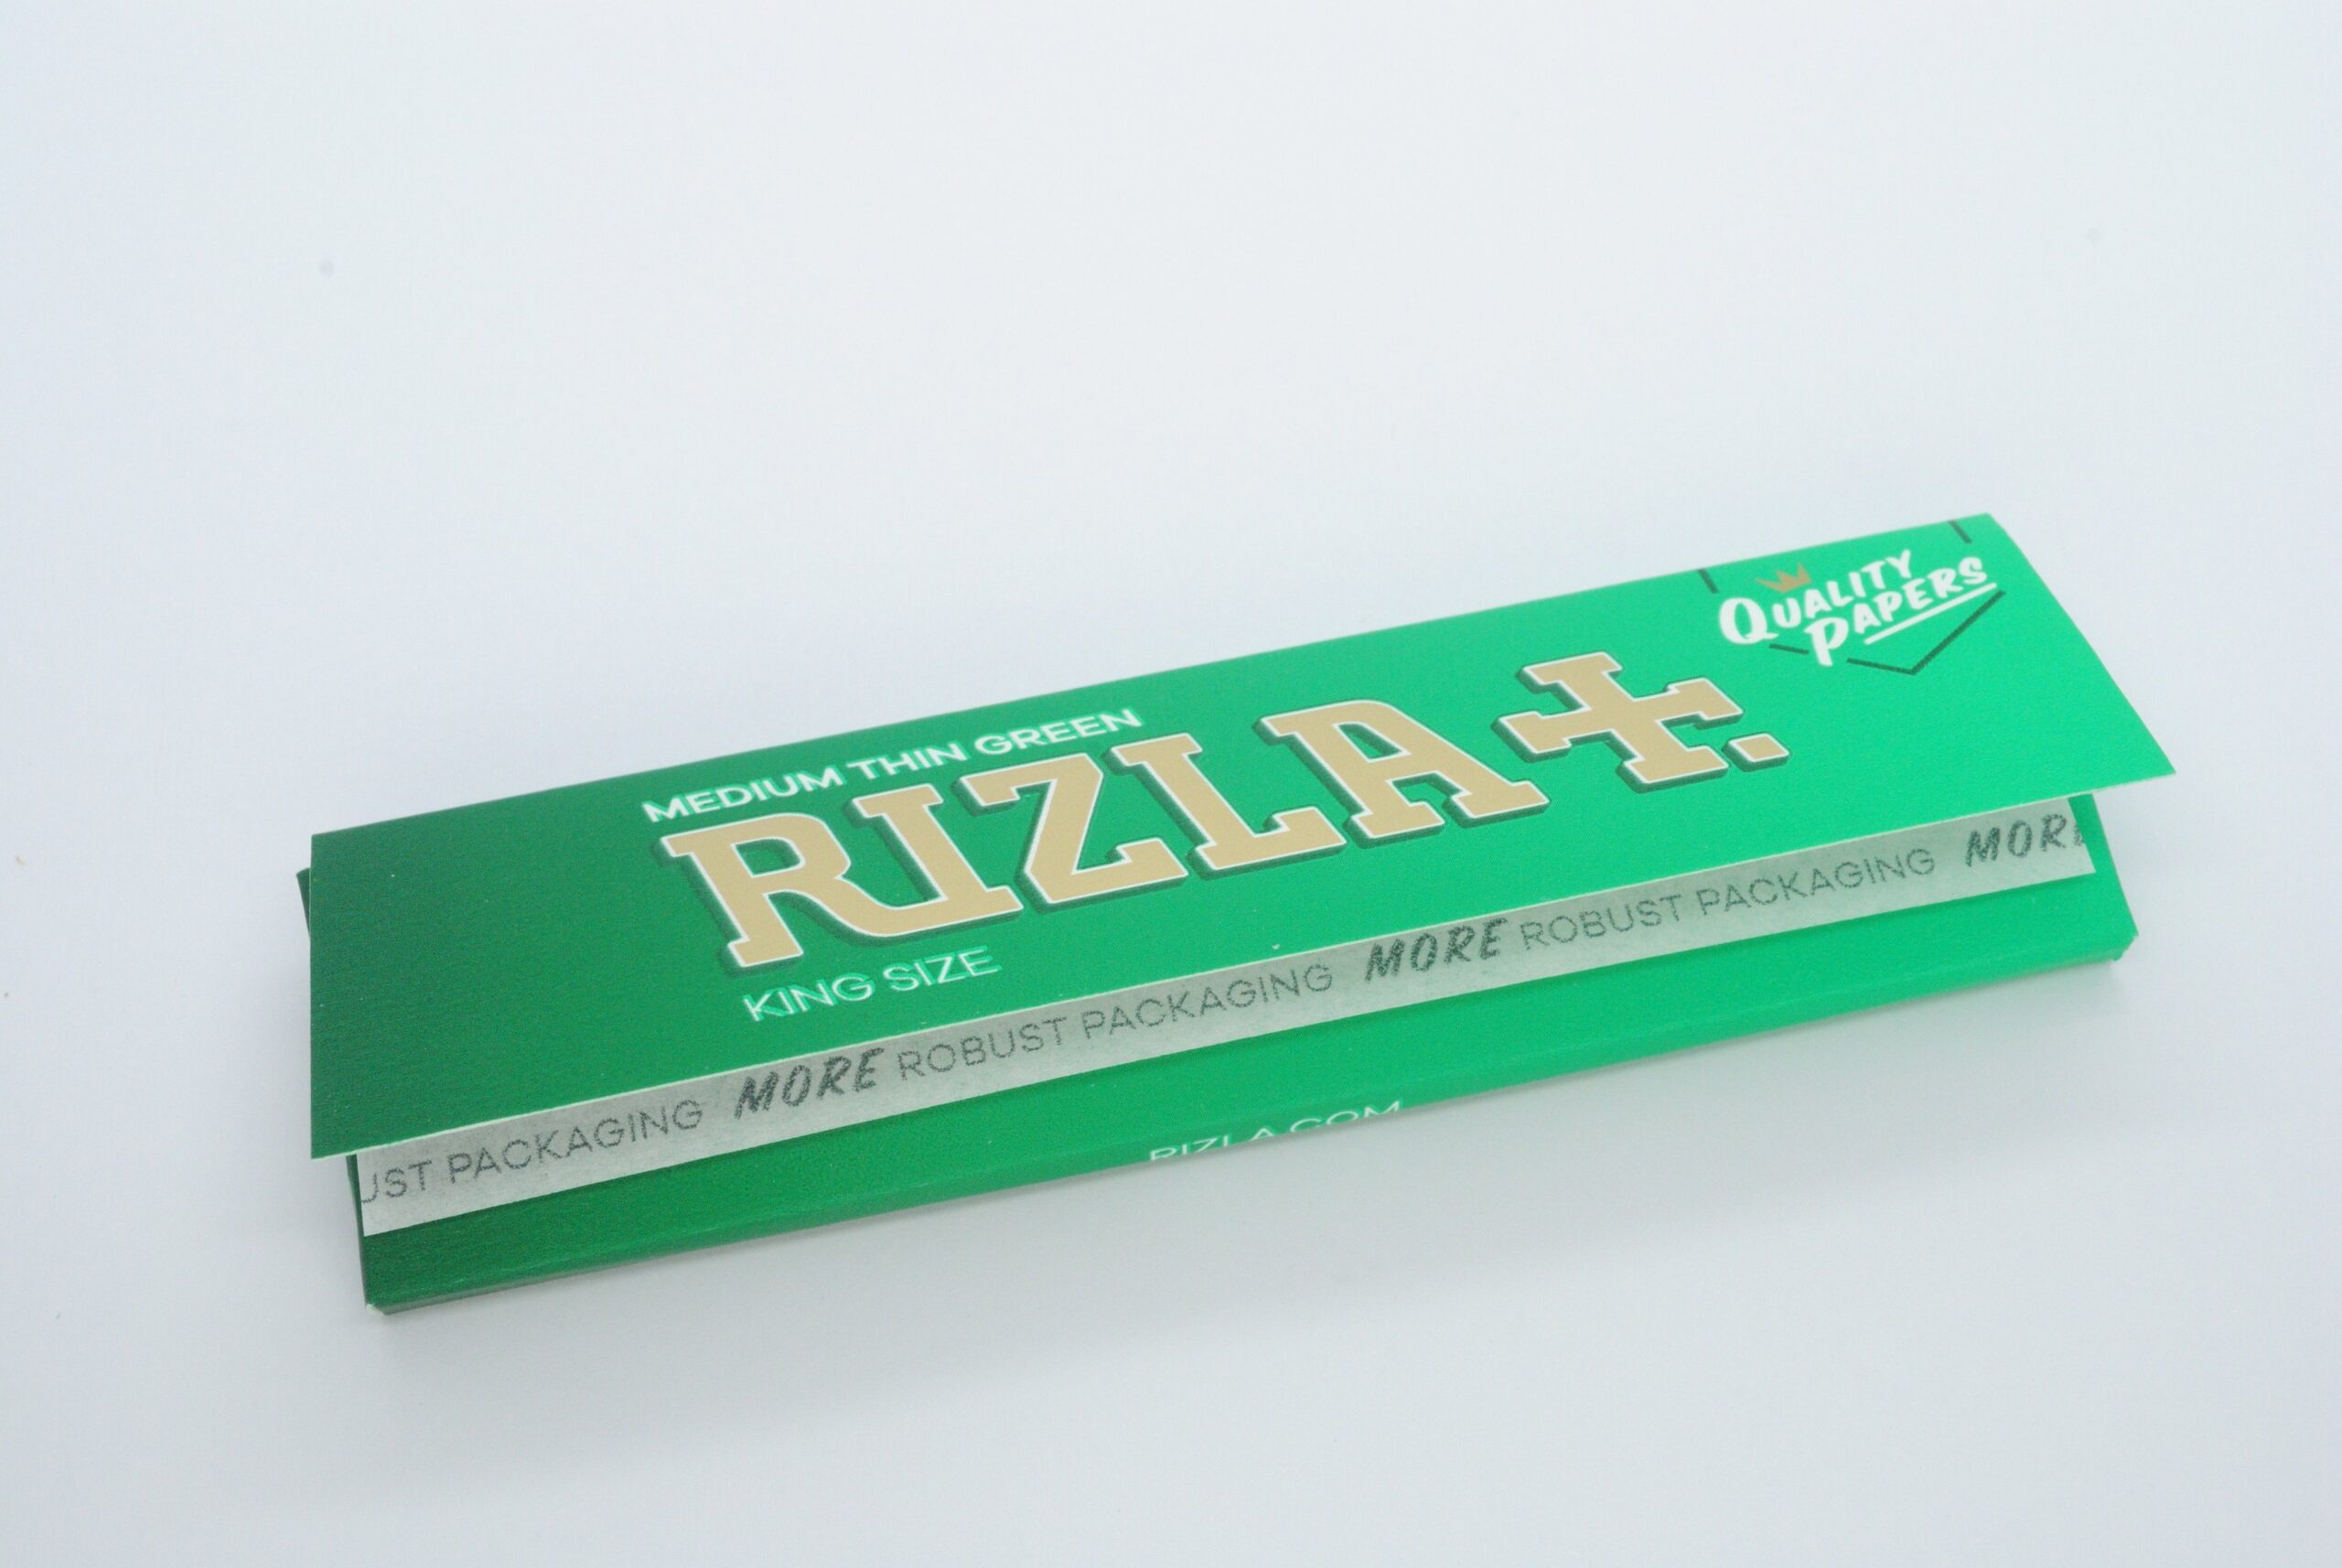 QUALITY
PAPERS
MEDIUM THIN GREEN
RIZLA+.
KING SIZE
UST PACKAGING MORE ROBUST PACKAGING MORE ROBUST PACKAGING MORE
RIZLA.COM